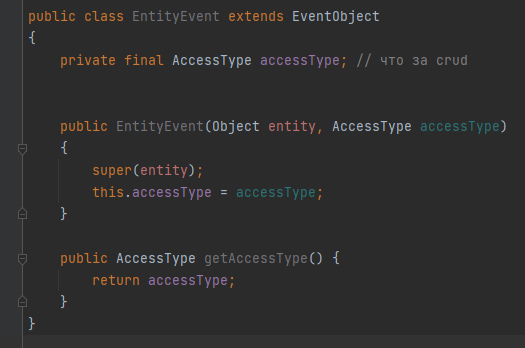 public class EntityEvent extends EventObject
{
private final AccessType accessType; // что за crud
public EntityEvent(Object entity, AccessType accessType)
{
super(entity);
this.accessType = accessType;
}
public AccessType getAccessType() {
return accessType;
}
}